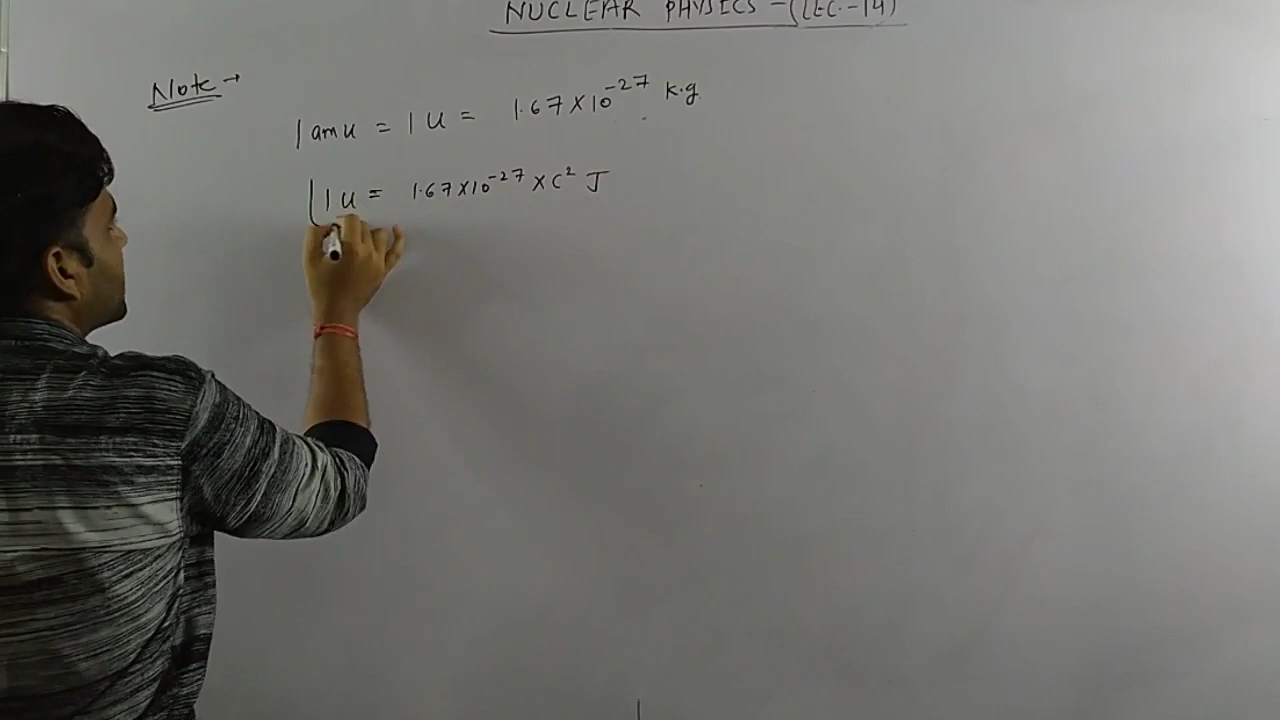 NUCLEAR PHYSICS - (LEC.-14)
Note →
1 amu = 1 U = 1.67×10⁻²⁷ k.g
1 U = 1.67×10⁻²⁷ × C² J